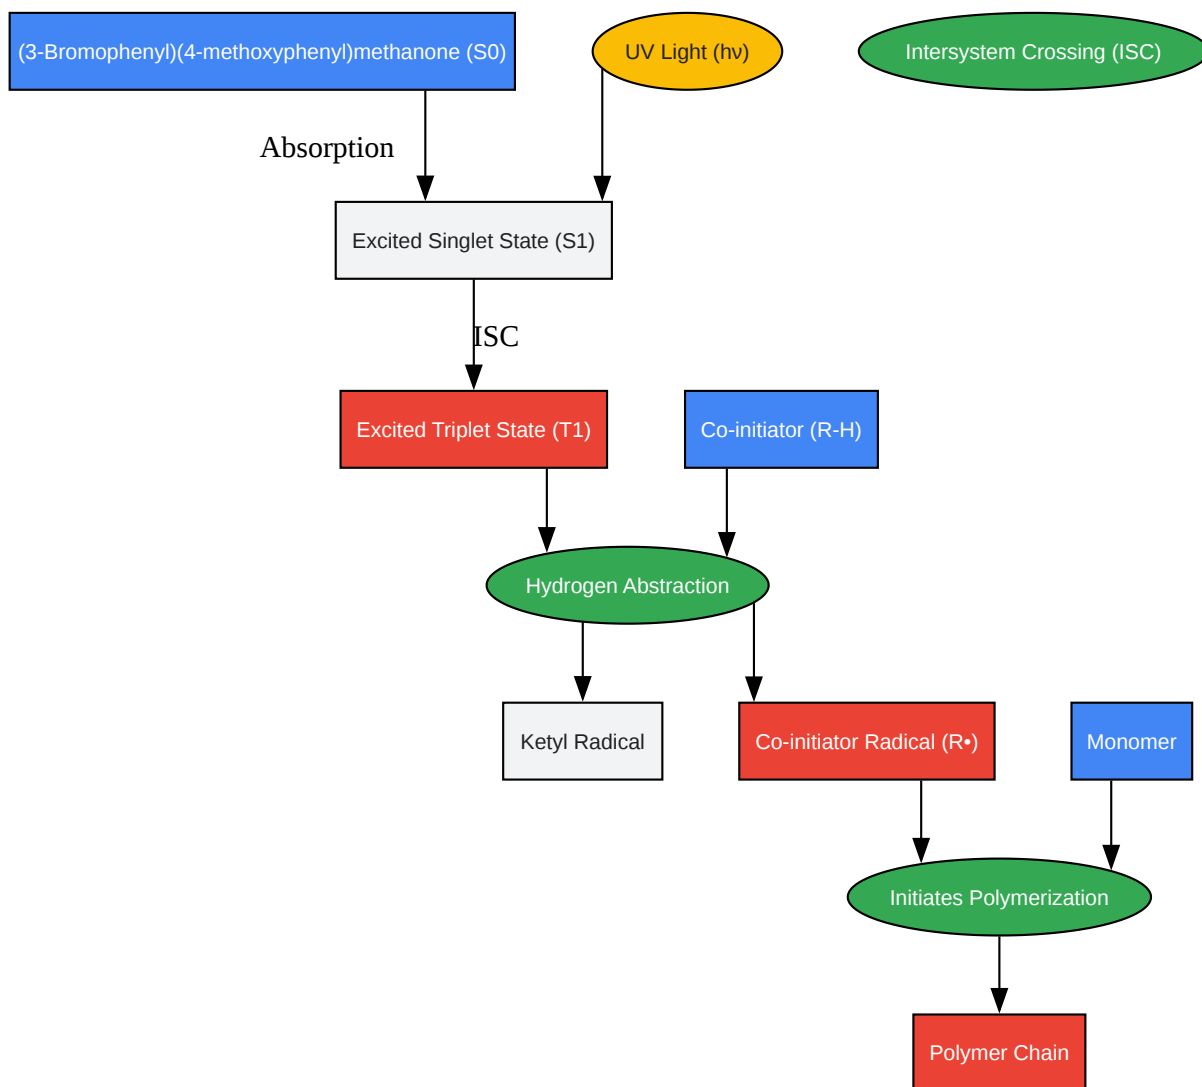 (3-Bromophenyl)(4-methoxyphenyl)methanone (S0)
UV Light (hν)
Intersystem Crossing (ISC)
Absorption
Excited Singlet State (S1)
ISC
Excited Triplet State (T1)
Co-initiator (R-H)
Hydrogen Abstraction
Ketyl Radical
Co-initiator Radical (R•)
Monomer
Initiates Polymerization
Polymer Chain